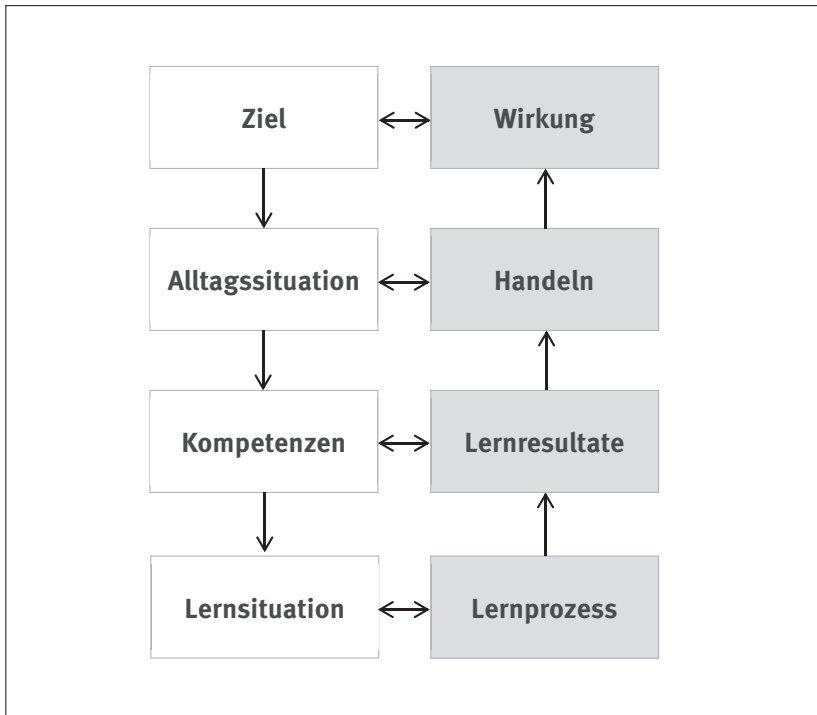 Ziel
Wirkung
Alltagssituation
Handeln
Kompetenzen
Lernresultate
Lernsituation
Lernprozess